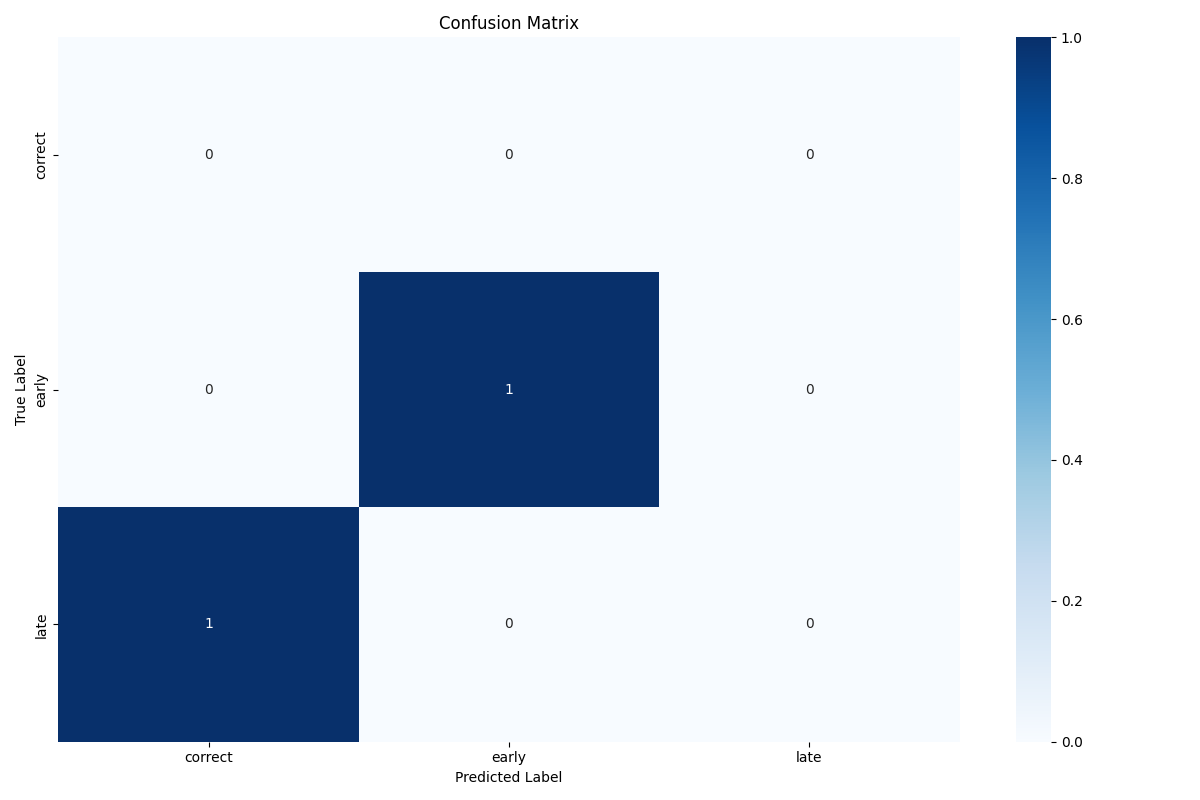 Confusion Matrix
True Label
correct
early
late
0 0 0
0 1 0
1 0 0
correct early late
Predicted Label
1.0
0.8
0.6
0.4
0.2
0.0